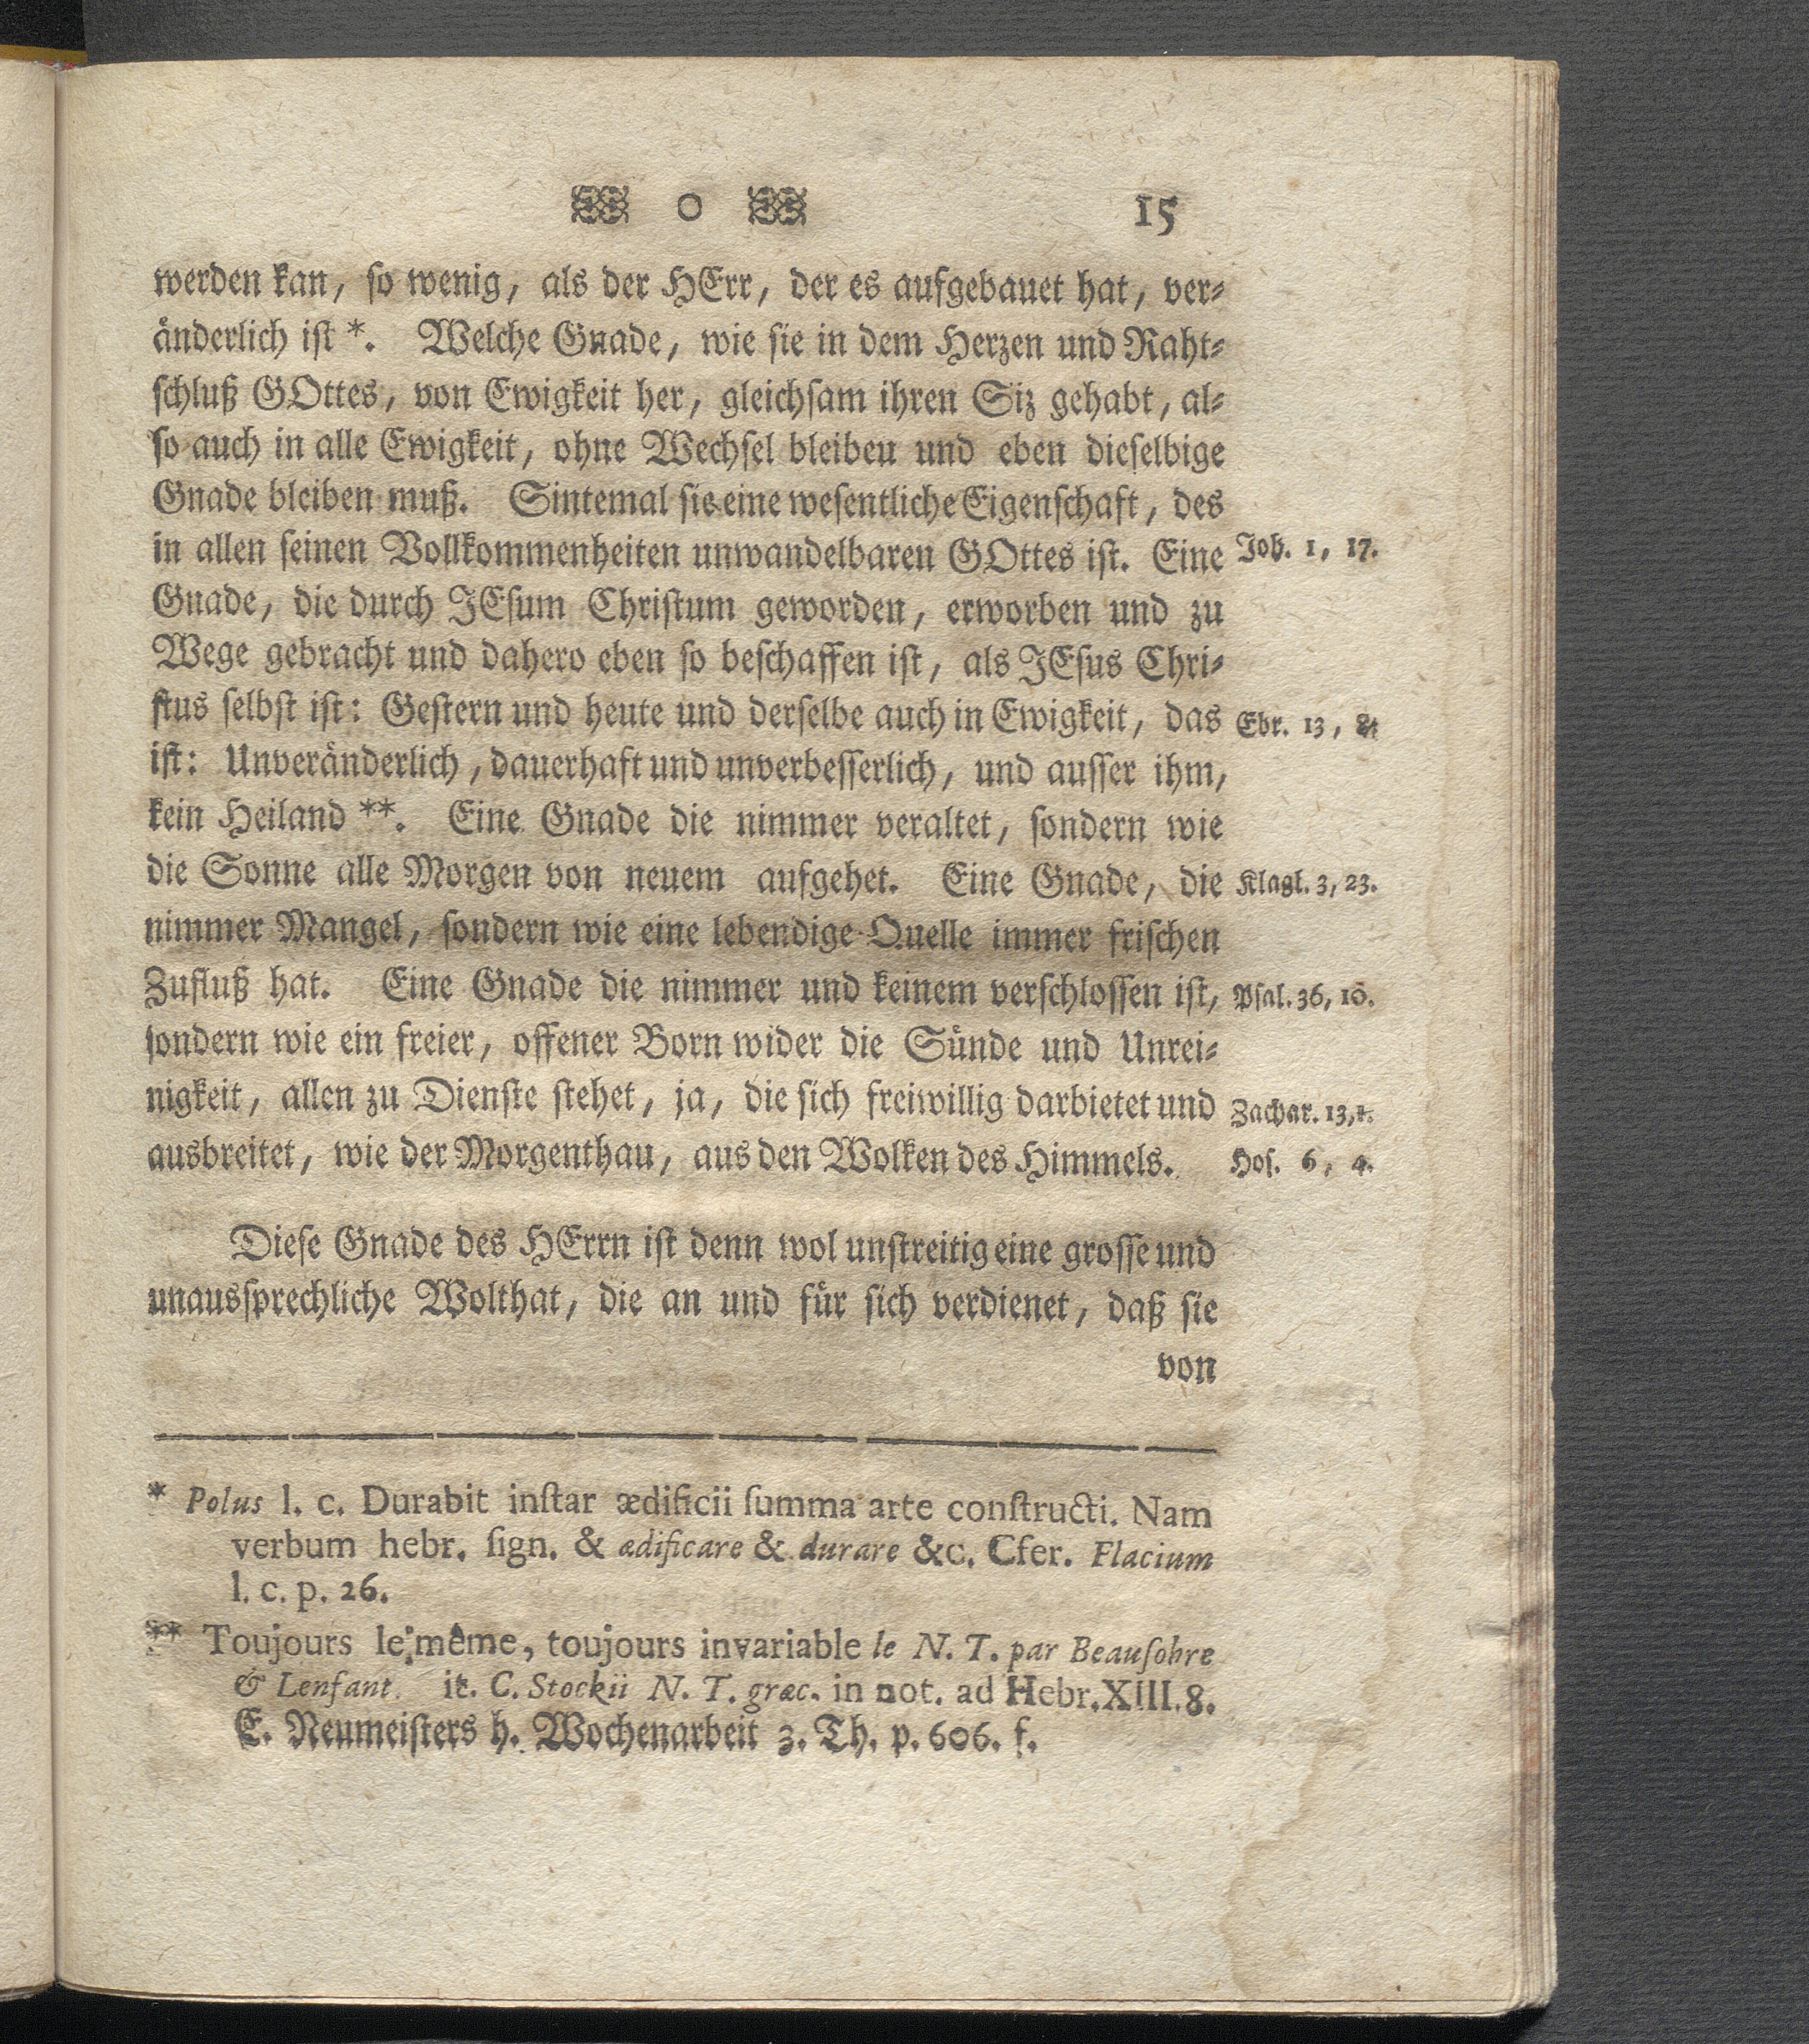 o 15
werden kan, so wenig, als der HErr, der es aufgebauet hat, ver-
änderlich ist *. Welche Gnade, wie sie in dem Herzen und Raht-
schluß GOttes, von Ewigkeit her, gleichsam ihren Siz gehabt, al-
so auch in alle Ewigkeit, ohne Wechsel bleibeu und eben dieselbige
Gnade bleiben muß. Sintemal sie eine wesentliche Eigenschaft, des
in allen seinen Vollkommenheiten unwandelbaren GOttes ist. Eine
Joh. 1, 17.
Gnade, die durch JEsum Christum geworden, erworben und zu
Wege gebracht und dahero eben so beschaffen ist, als JEsus Chri-
stus selbst ist: Gestern und heute und derselbe auch in Ewigkeit, das
Ebr. 13, 8.
ist: Unveränderlich, dauerhaft und unverbesserlich, und ausser ihm,
kein Heiland **. Eine Gnade die nimmer veraltet, sondern wie
die Sonne alle Morgen von neuem aufgehet. Eine Gnade, die
Klagl. 3, 23.
nimmer Mangel, sondern wie eine lebendige Quelle immer frischen
Zufluß hat. Eine Gnade die nimmer und keinem verschlossen ist,
Psal. 36, 10.
sondern wie ein freier, offener Born wider die Sünde und Unrei-
nigkeit, allen zu Dienste stehet, ja, die sich freiwillig darbietet und
Zachar. 13, 1.
ausbreitet, wie der Morgenthau, aus den Wolken des Himmels.
Hos. 6, 4.
Diese Gnade des HErrn ist denn wol unstreitig eine grosse und
unaussprechliche Wolthat, die an und für sich verdienet, daß sie
von
* Polus l. c. Durabit inſtar ædificii ſumma arte conſtructi. Nam
verbum hebr. ſign. & ædificare & durare &c. Cfer. Flacium
l. c. p. 26.
** Toujours le même, toujours invariable le N. T. par Beauſobre
& Lenfant. it. C. Stockii N. T. græc. in not. ad Hebr. XIII. 8.
E. Neumeisters h. Wochenarbeit 3. Th. p. 606. f.